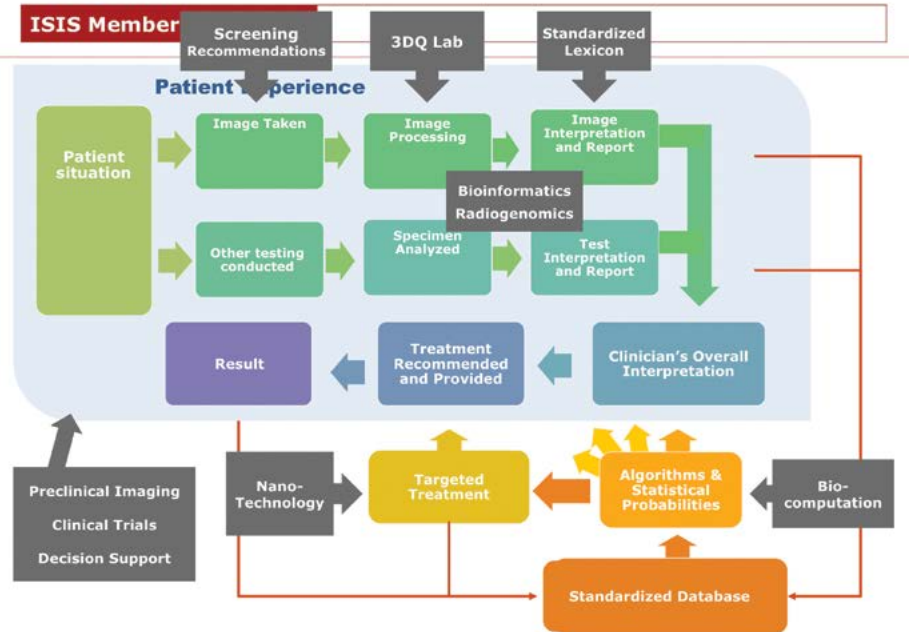 ISIS Member
Screening
Recommendations
3DQ Lab
Standardized
Lexicon
Patient
Image Taken
Image
Processing
Image
Interpretation
and Report
Patient
situation
Bioinformatics
Radiogenomics
Other testing
conducted
Specimen
Analyzed
Test
Interpretation
and Report
Result
Treatment
Recommended
and Provided
Clinician's Overall
Interpretation
Preclinical Imaging
Clinical Trials
Decision Support
Nano-
Technology
Targeted
Treatment
Algorithms &
Statistical
Probabilities
Bio-
computation
Standardized Database